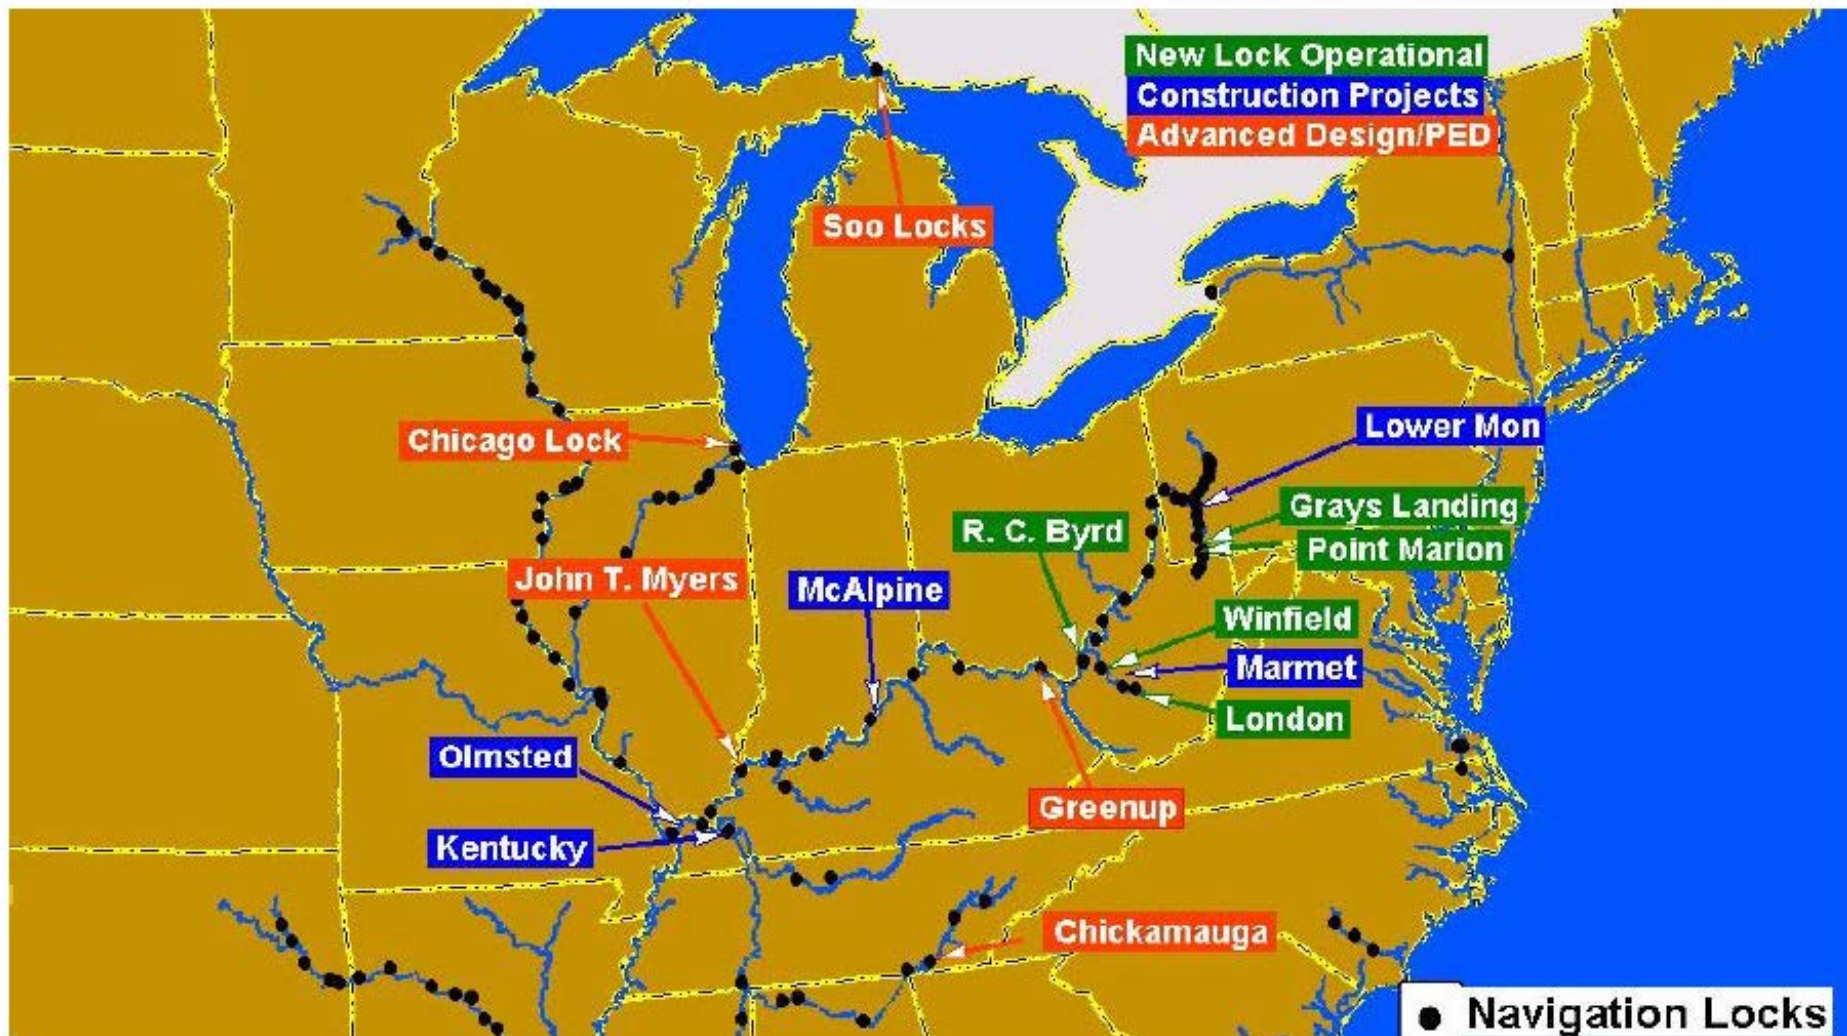 New Lock Operational
Construction Projects
Advanced Design/PED
Soo Locks
Chicago Lock
Lower Mon
Grays Landing
R. C. Byrd
Point Marion
John T. Myers
McAlpine
Winfield
Marmet
London
Olmsted
Greenup
Kentucky
Chickamauga
Navigation Locks